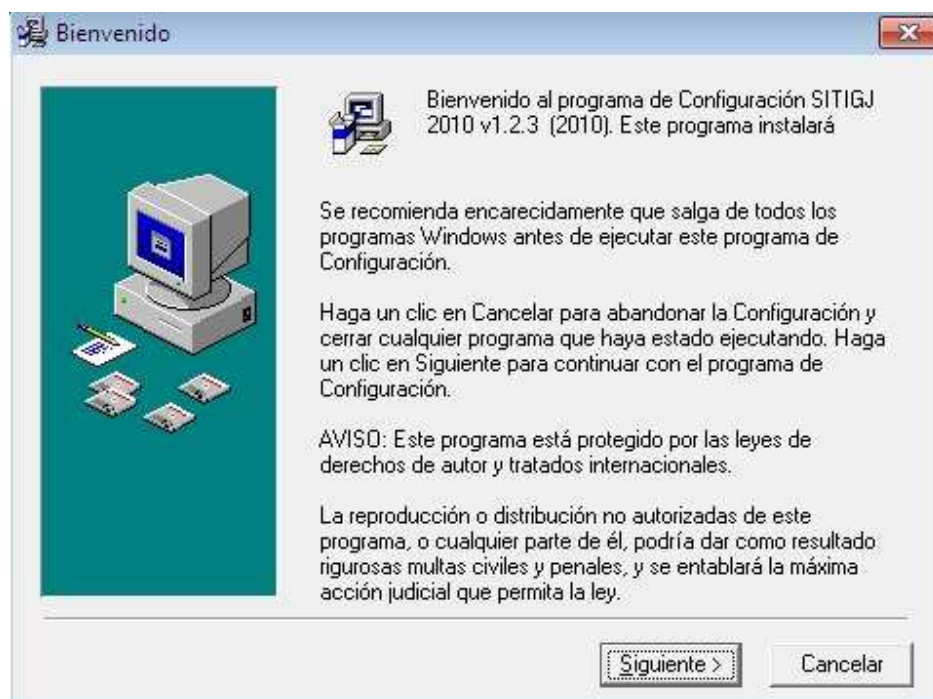 Bienvenido
Bienvenido al programa de Configuración SITIGJ
2010 v1.2.3 (2010). Este programa instalará
Se recomienda encarecidamente que salga de todos los
programas Windows antes de ejecutar este programa de
Configuración.
Haga un clic en Cancelar para abandonar la Configuración y
cerrar cualquier programa que haya estado ejecutando. Haga
un clic en Siguiente para continuar con el programa de
Configuración.
AVISO: Este programa está protegido por las leyes de
derechos de autor y tratados internacionales.
La reproducción o distribución no autorizadas de este
programa, o cualquier parte de él, podría dar como resultado
rigurosas multas civiles y penales, y se entablará la máxima
acción judicial que permita la ley.
Siguiente > Cancelar